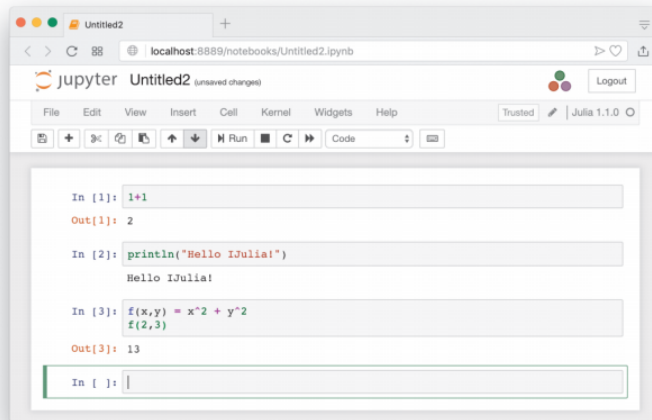 Untitled2
localhost:8889/notebooks/Untitled2.ipynb
jupyter Untitled2 (unsaved changes)
Logout
File Edit View Insert Cell Kernel Widgets Help
Trusted Julia 1.1.0
Run Code
In [1]: 1+1
Out[1]: 2
In [2]: println("Hello IJulia!")
Hello IJulia!
In [3]: f(x,y) = x^2 + y^2
f(2,3)
Out[3]: 13
In [ ]: